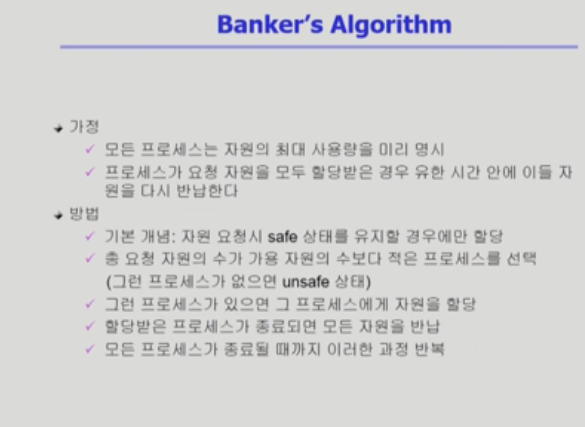 Banker's Algorithm
가정
모든 프로세스는 자원의 최대 사용량을 미리 명시
프로세스가 요청 자원을 모두 할당받은 경우 유한 시간 안에 이들 자
원을 다시 반납한다
방법
기본 개념: 자원 요청시 safe 상태를 유지할 경우에만 할당
총 요청 자원의 수가 가용 자원의 수보다 적은 프로세스를 선택
(그런 프로세스가 없으면 unsafe 상태)
그런 프로세스가 있으면 그 프로세스에게 자원을 할당
할당받은 프로세스가 종료되면 모든 자원을 반납
모든 프로세스가 종료될 때까지 이러한 과정 반복